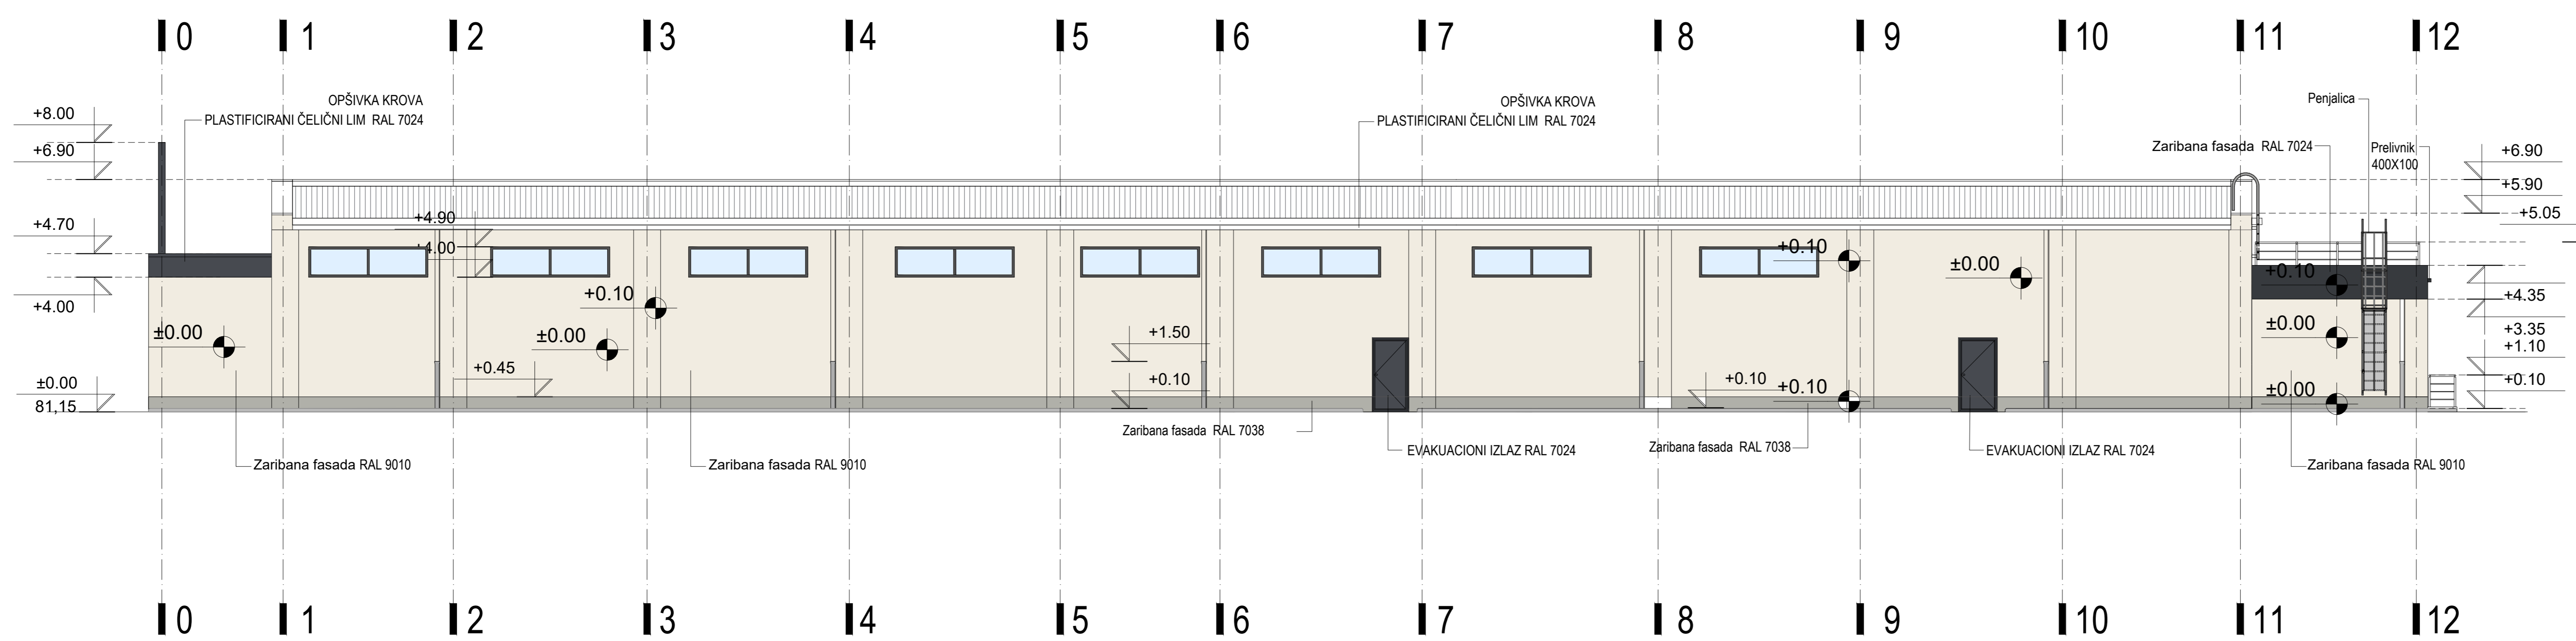 0 1 2 3 4 5 6 7 8 9 10 11 12
OPŠIVKA KROVA
PLASTIFICIRANI ČELIČNI LIM RAL 7024
OPŠIVKA KROVA
PLASTIFICIRANI ČELIČNI LIM RAL 7024
Penjalica
Zaribana fasada RAL 7024
Prelivnik
400X100
+8.00
+6.90
+4.70
+4.00
±0.00
81,15
+6.90
+5.90
+5.05
+4.35
+3.35
+1.10
+0.10
+4.90
+4.00
+0.10
±0.00
+0.10
±0.00
±0.00
+0.45
+1.50
+0.10
+0.10
+0.10
+0.10
±0.00
±0.00
Zaribana fasada RAL 7038
EVAKUACIONI IZLAZ RAL 7024
Zaribana fasada RAL 7038
EVAKUACIONI IZLAZ RAL 7024
Zaribana fasada RAL 9010
Zaribana fasada RAL 9010
Zaribana fasada RAL 9010
0 1 2 3 4 5 6 7 8 9 10 11 12